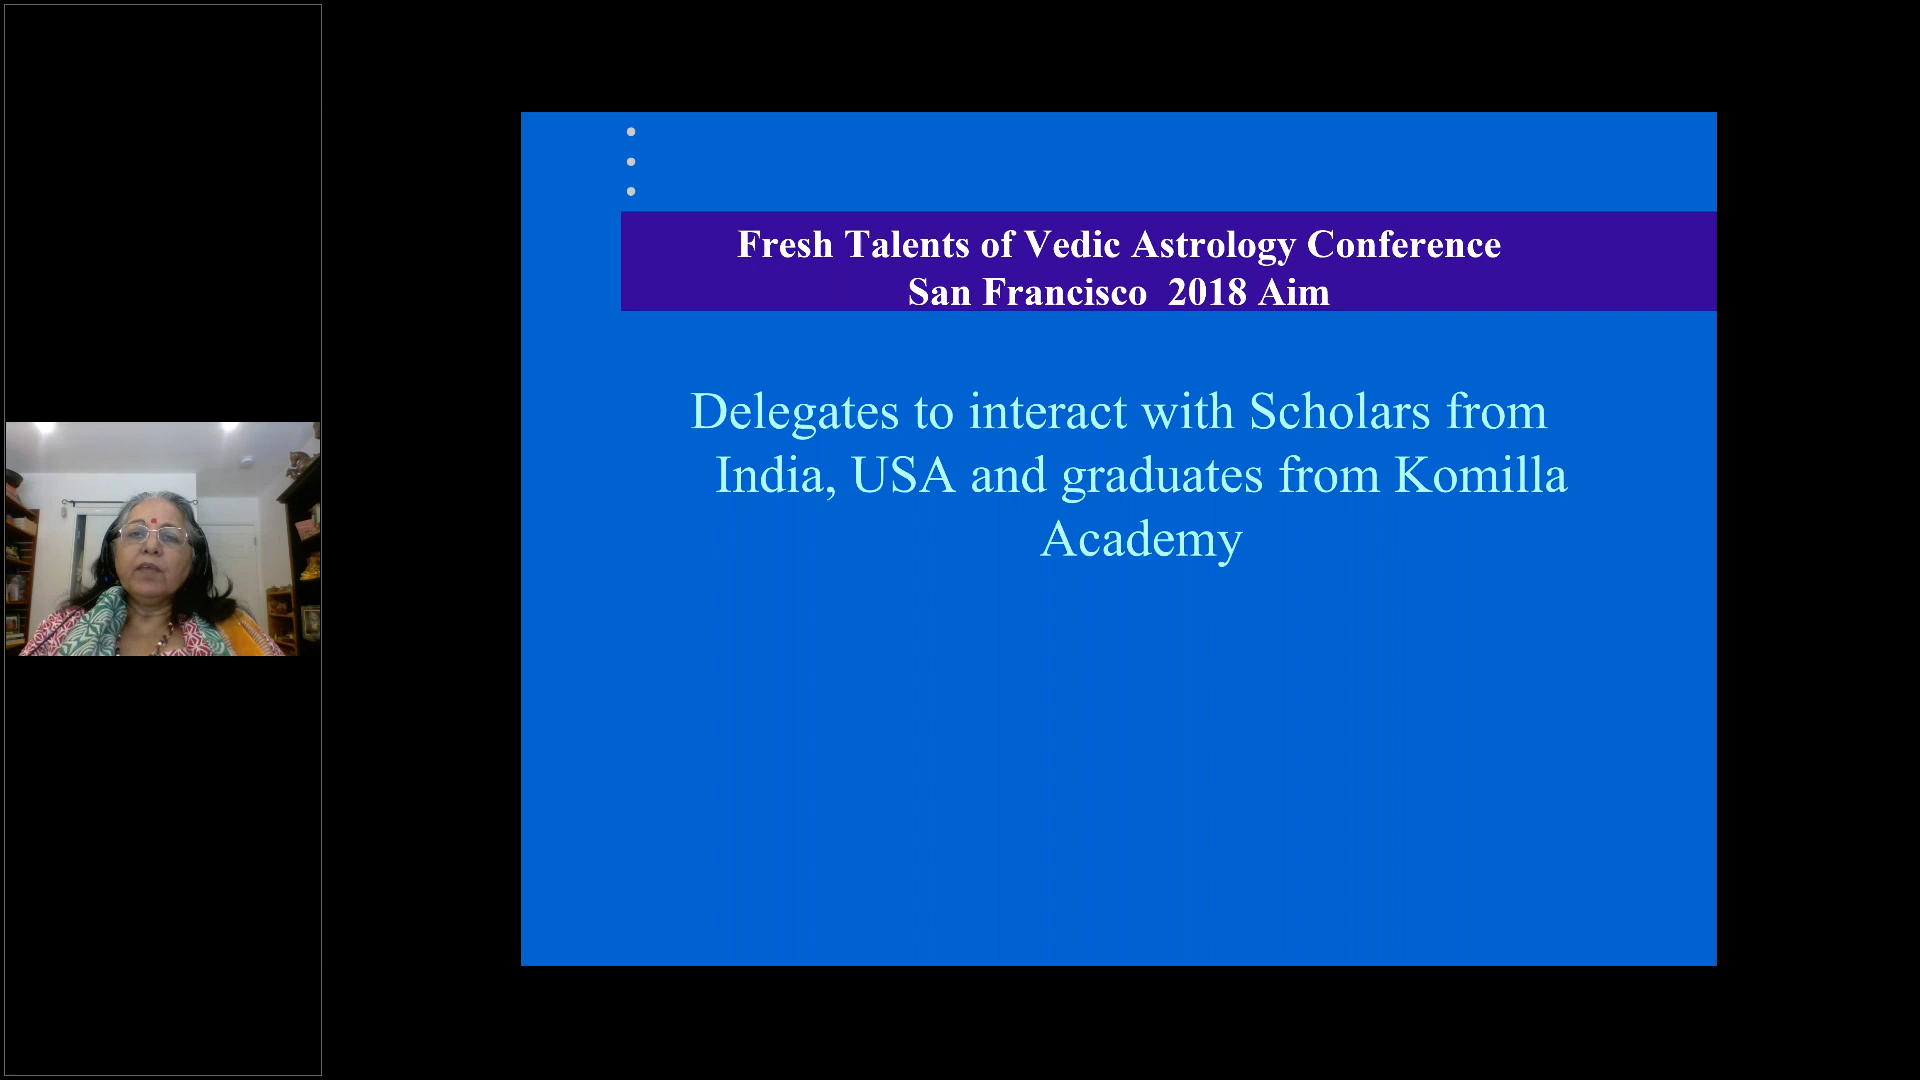 Fresh Talents of Vedic Astrology Conference
San Francisco  2018 Aim
Delegates to interact with Scholars from
India, USA and graduates from Komilla
Academy